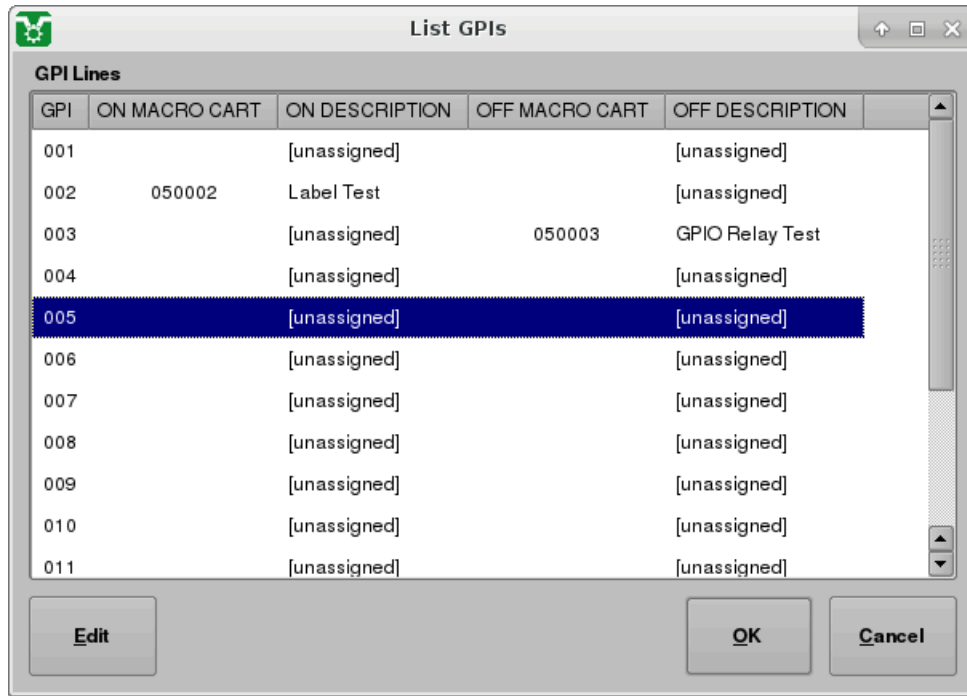 List GPIs
GPI Lines
GPI ON MACRO CART ON DESCRIPTION OFF MACRO CART OFF DESCRIPTION
001 [unassigned] [unassigned]
002 050002 Label Test [unassigned]
003 [unassigned] 050003 GPIO Relay Test
004 [unassigned] [unassigned]
005 [unassigned] [unassigned]
006 [unassigned] [unassigned]
007 [unassigned] [unassigned]
008 [unassigned] [unassigned]
009 [unassigned] [unassigned]
010 [unassigned] [unassigned]
011 [unassigned] [unassigned]
Edit OK Cancel